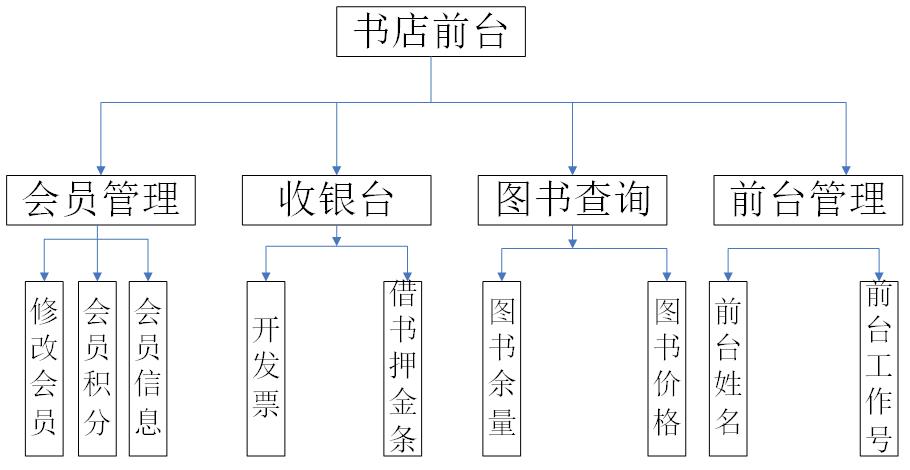 书店前台
会员管理
收银台
图书查询
前台管理
修改会员
会员积分
会员信息
开发票
借书押金条
图书余量
图书价格
前台姓名
前台工作号